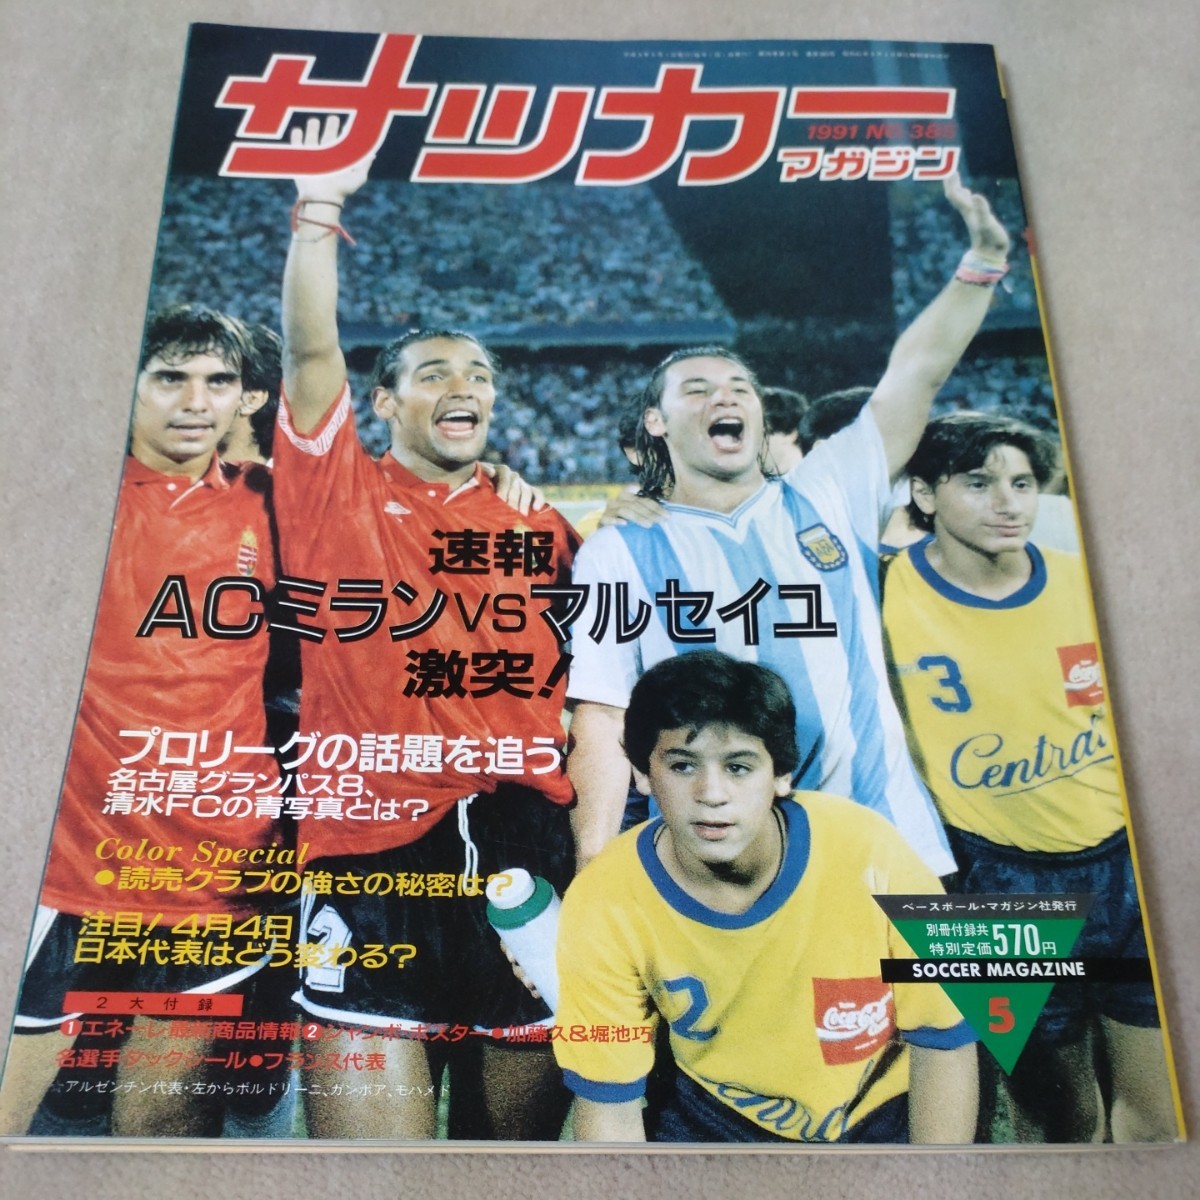 サッカー
1991 No.38
マガジン
速報
ACミランvsマルセイユ
激突!
プロリーグの話題を追う
名古屋グランパス8、
清水FCの青写真とは?
Color Special
●読売クラブの強さの秘密は?
注目! 4月4日
日本代表はどう変わる?
2大付録
❶エネーレ最新商品情報❷ジャンボ・ポスター●加藤久&堀池巧
名選手タックシール●フランス代表
アルゼンチン代表・左からボルドリーニ、ガンボア、モハメド
3
Central
2
Coca-Cola
Central
ベースボール・マガジン社発行
別冊付録共
特別定価570円
SOCCER MAGAZINE
5
2